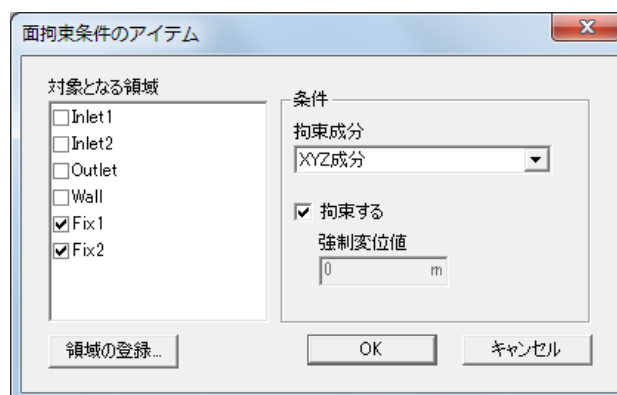 面拘束条件のアイテム
対象となる領域
Inlet1
Inlet2
Outlet
Wall
Fix1
Fix2
領域の登録...
条件
拘束成分
XYZ成分
拘束する
強制変位値
0 m
OK
キャンセル